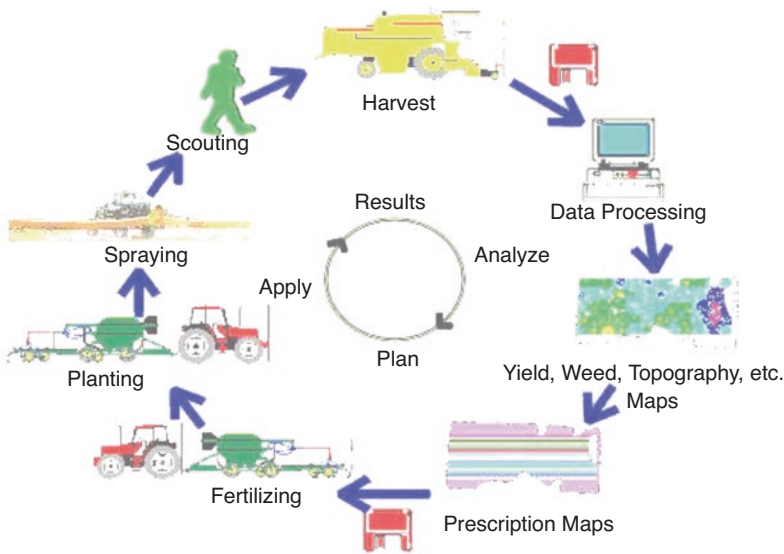 Harvest
Scouting
Results
Data Processing
Spraying
Analyze
Apply
Plan
Planting
Yield, Weed, Topography, etc.
Maps
Fertilizing
Prescription Maps